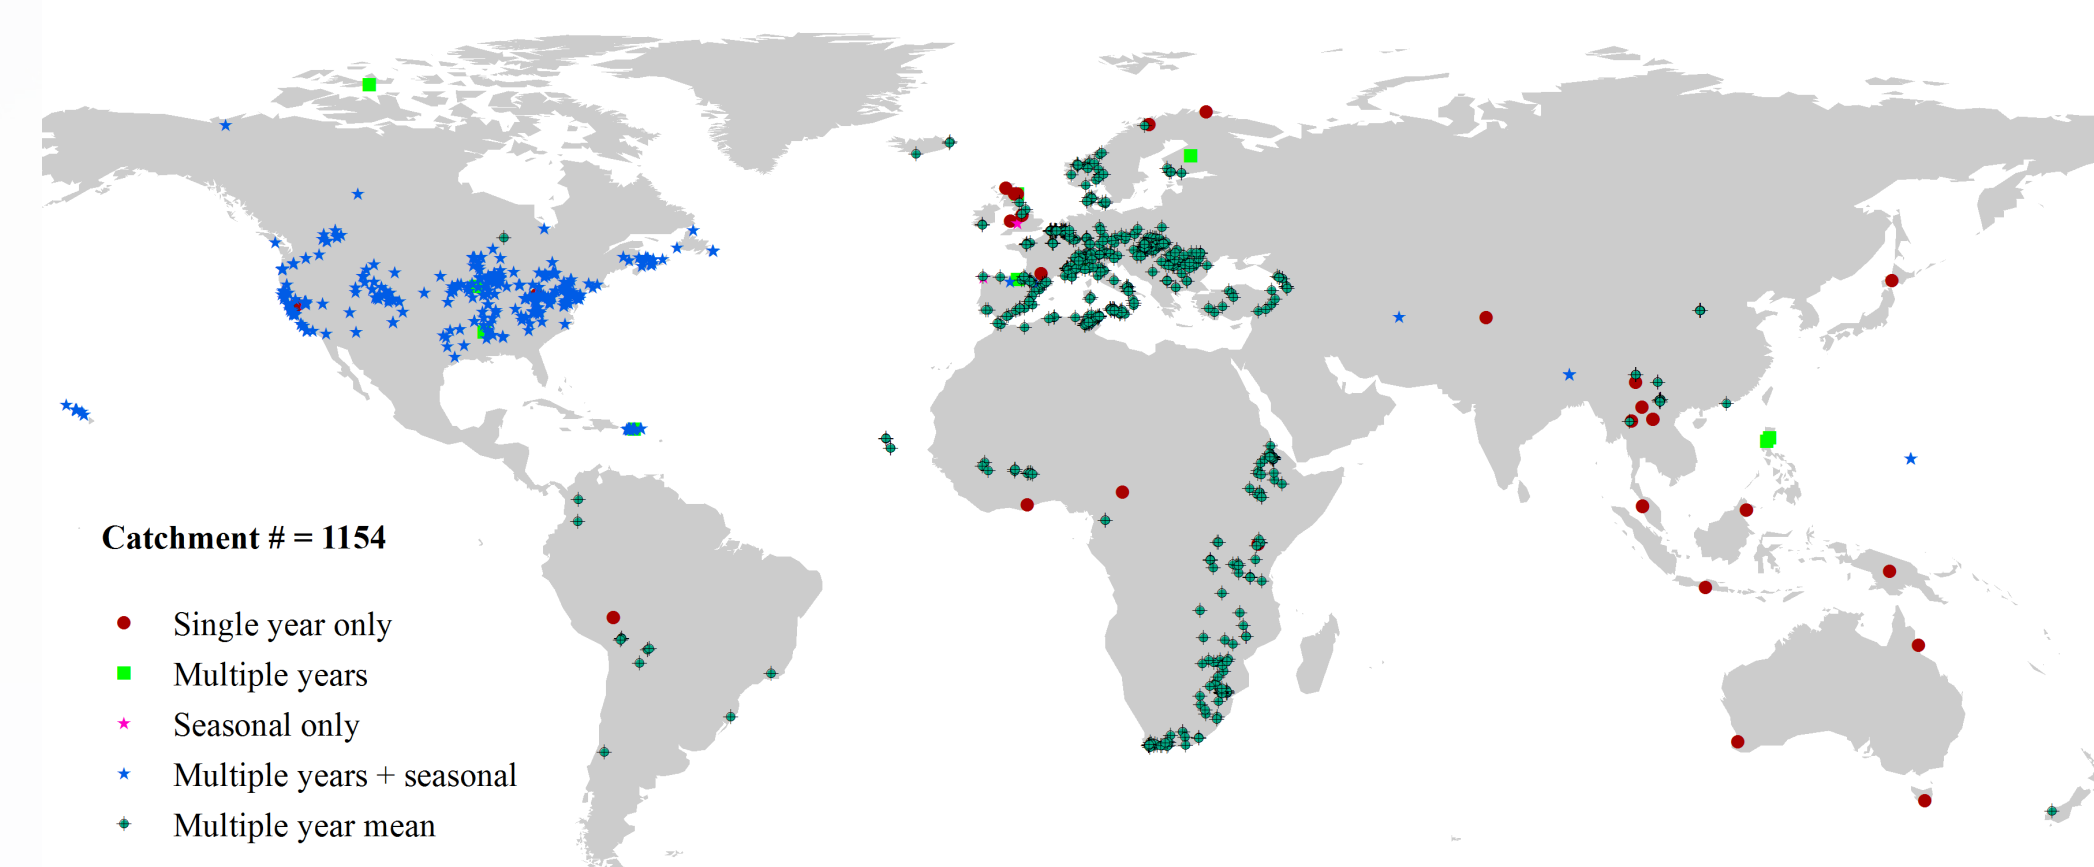 Catchment # = 1154
Single year only
Multiple years
Seasonal only
Multiple years + seasonal
Multiple year mean